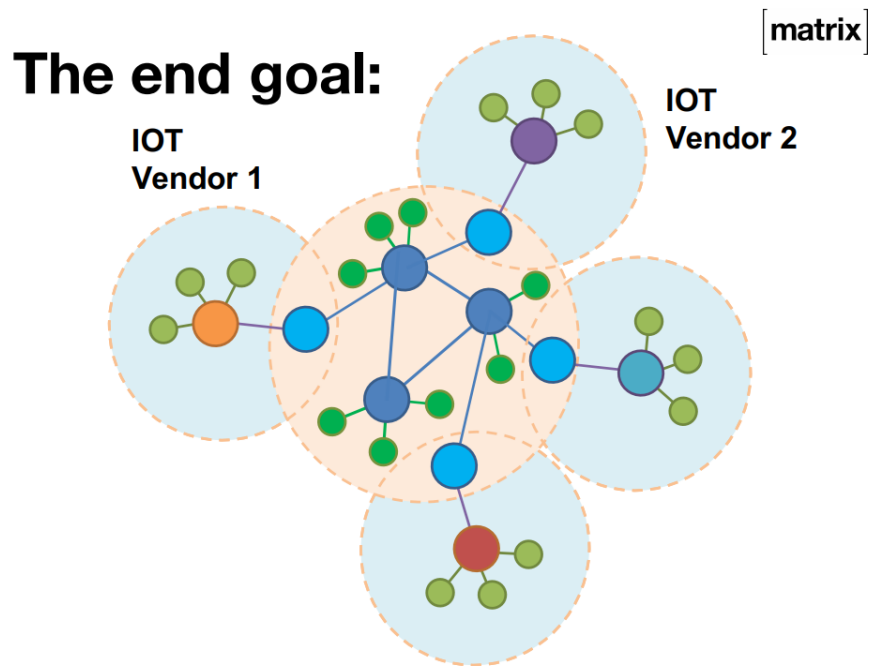 [matrix]
The end goal:
IOT
Vendor 1
IOT
Vendor 2